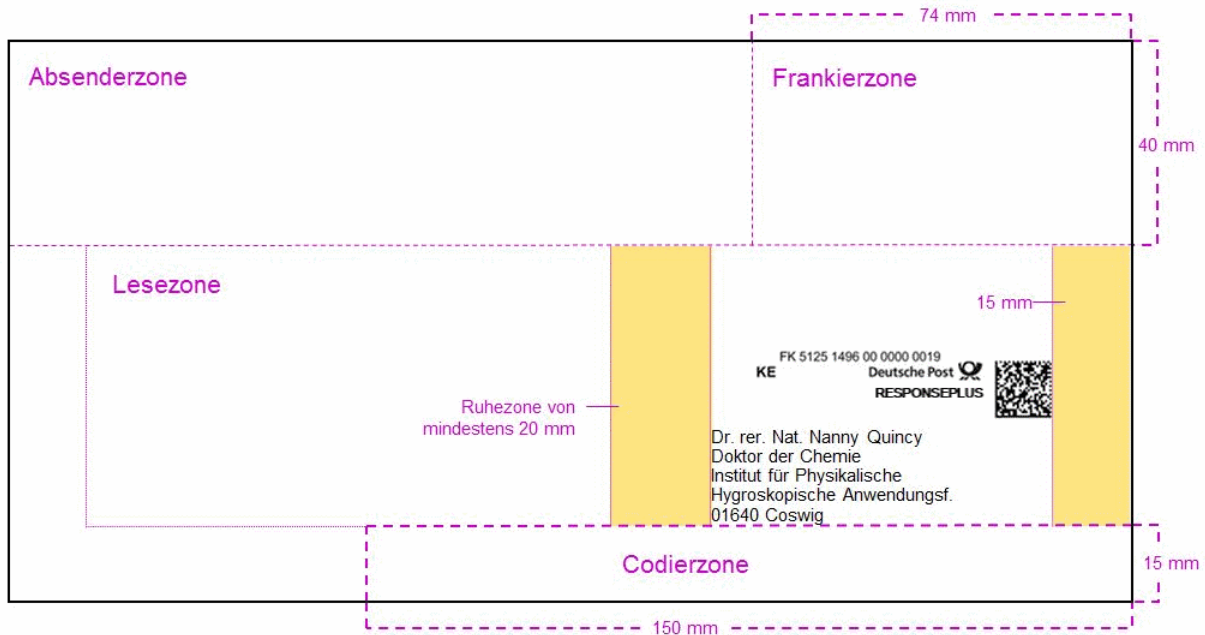 74 mm
Absenderzone
Frankierzone
40 mm
Lesezone
15 mm
FK 5125 1496 00 0000 0019
KE
Deutsche Post
RESPONSEPLUS
Ruhezone von
mindestens 20 mm
Dr. rer. Nat. Nanny Quincy
Doktor der Chemie
Institut für Physikalische
Hygroskopische Anwendungsf.
01640 Coswig
Codierzone
15 mm
150 mm